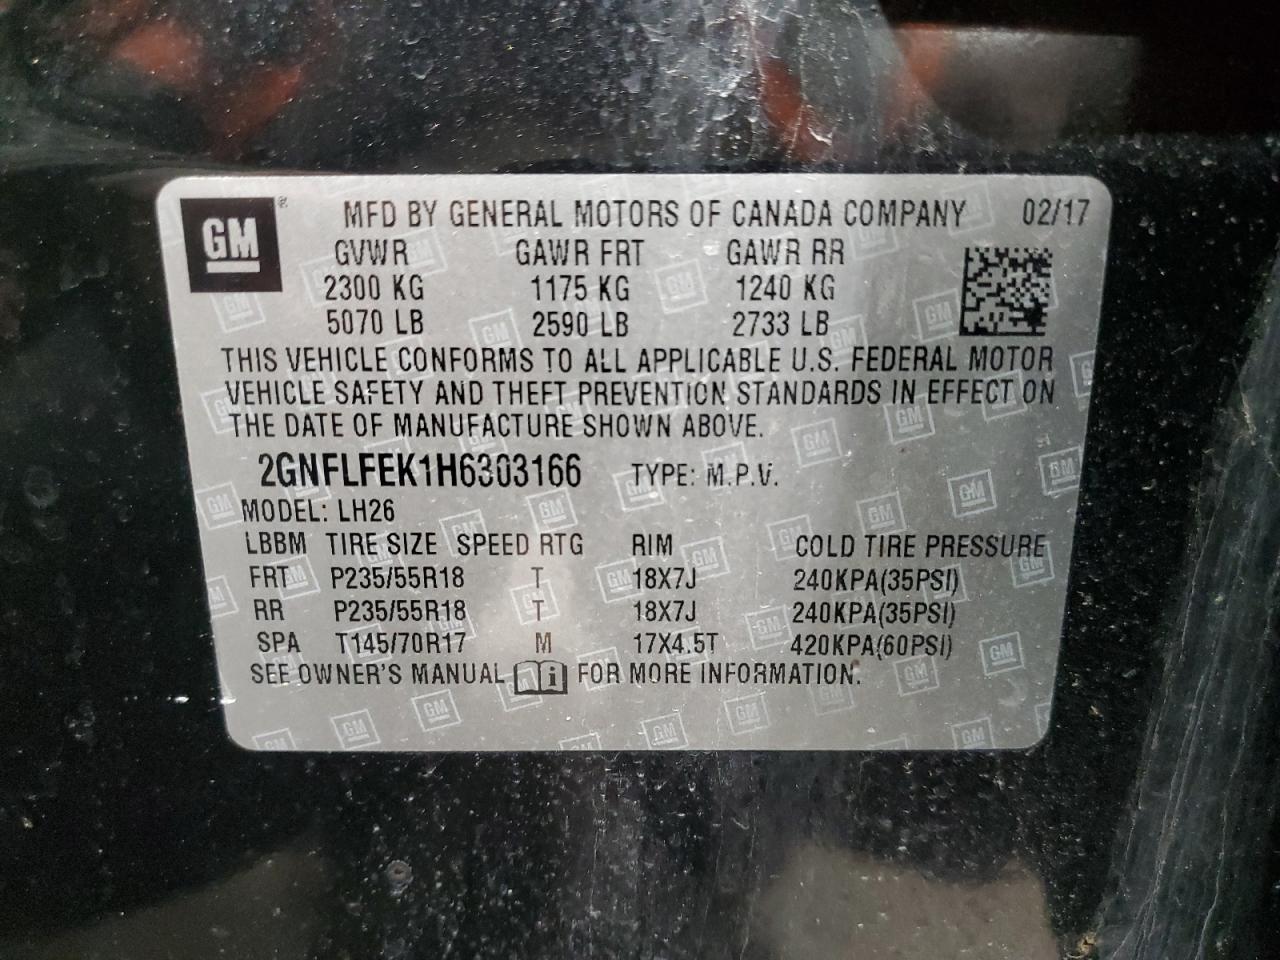 GM ® MFD BY GENERAL MOTORS OF CANADA COMPANY 02/17
GVWR GAWR FRT GAWR RR
2300 KG 1175 KG 1240 KG
5070 LB 2590 LB 2733 LB
THIS VEHICLE CONFORMS TO ALL APPLICABLE U.S. FEDERAL MOTOR
VEHICLE SAFETY AND THEFT PREVENTION STANDARDS IN EFFECT ON
THE DATE OF MANUFACTURE SHOWN ABOVE.
2GNFLFEK1H6303166 TYPE: M.P.V.
MODEL: LH26
LBBM TIRE SIZE SPEED RTG RIM COLD TIRE PRESSURE
FRT P235/55R18 T 18X7J 240KPA(35PSI)
RR P235/55R18 T 18X7J 240KPA(35PSI)
SPA T145/70R17 M 17X4.5T 420KPA(60PSI)
SEE OWNER'S MANUAL i FOR MORE INFORMATION.